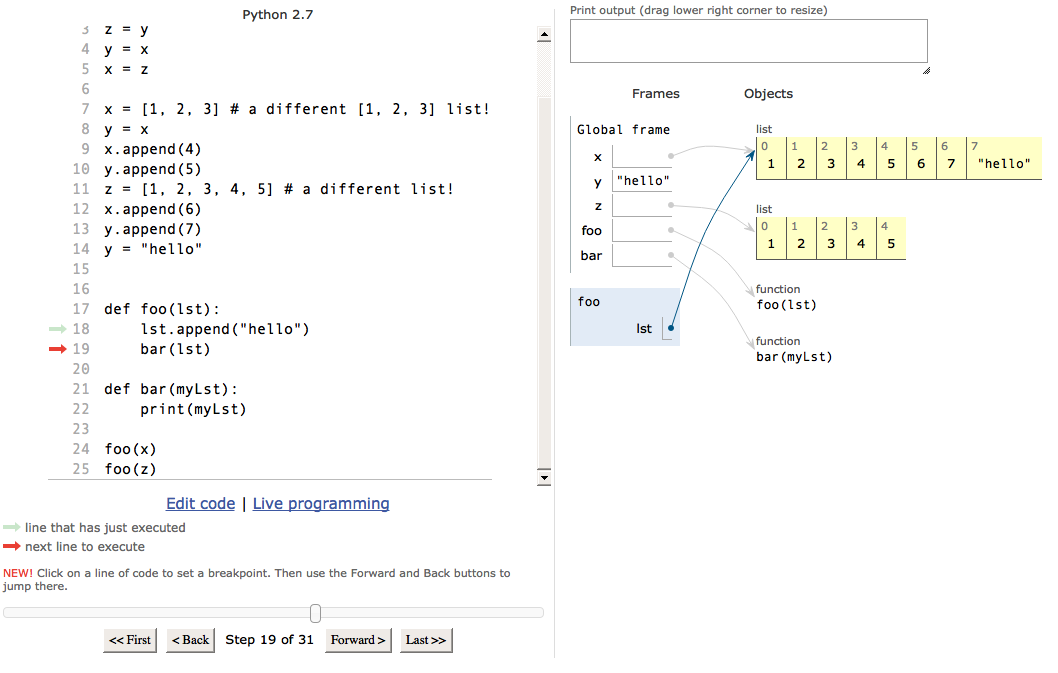 Python 2.7
3 z = y
4 y = x
5 x = z
6
7 x = [1, 2, 3] # a different [1, 2, 3] list!
8 y = x
9 x.append(4)
10 y.append(5)
11 z = [1, 2, 3, 4, 5] # a different list!
12 x.append(6)
13 y.append(7)
14 y = "hello"
15
16
17 def foo(lst):
18     lst.append("hello")
19     bar(lst)
20
21 def bar(myLst):
22     print(myLst)
23
24 foo(x)
25 foo(z)
Edit code | Live programming
line that has just executed
next line to execute
NEW! Click on a line of code to set a breakpoint. Then use the Forward and Back buttons to
jump there.
<< First < Back Step 19 of 31 Forward > Last >>
Print output (drag lower right corner to resize)
Frames Objects
Global frame
x
y "hello"
z
foo
bar
foo
lst
list
0 1 2 3 4 5 6 7
1 2 3 4 5 6 7 "hello"
list
0 1 2 3 4
1 2 3 4 5
function
foo(lst)
function
bar(myLst)